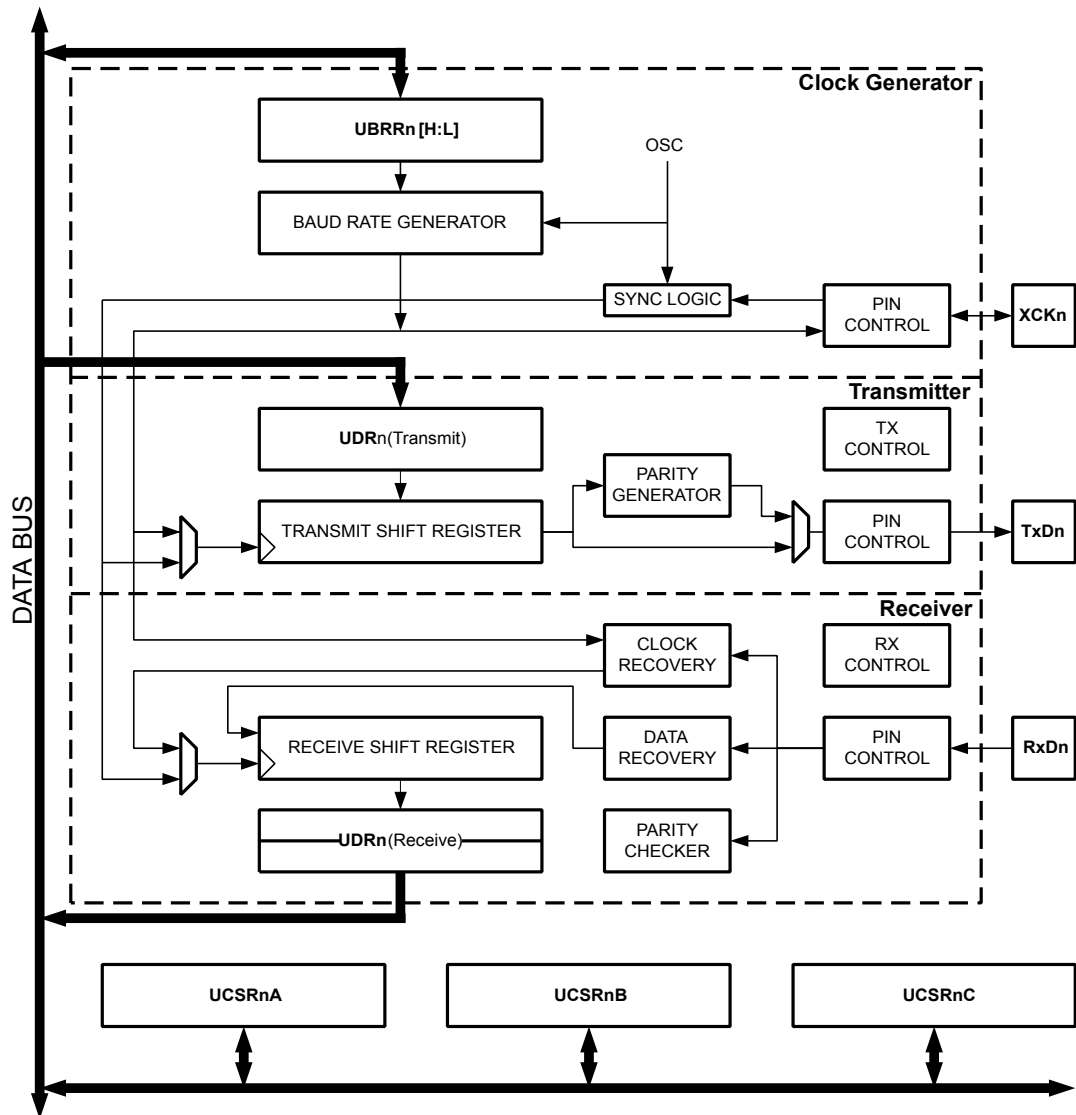 Clock Generator
UBRRn [H:L]
OSC
BAUD RATE GENERATOR
SYNC LOGIC
PIN
CONTROL
XCKn
Transmitter
UDRn(Transmit)
TX
CONTROL
PARITY
GENERATOR
TRANSMIT SHIFT REGISTER
PIN
CONTROL
TxDn
DATA BUS
Receiver
CLOCK
RECOVERY
RX
CONTROL
RECEIVE SHIFT REGISTER
DATA
RECOVERY
PIN
CONTROL
RxDn
UDRn(Receive)
PARITY
CHECKER
UCSRnA
UCSRnB
UCSRnC